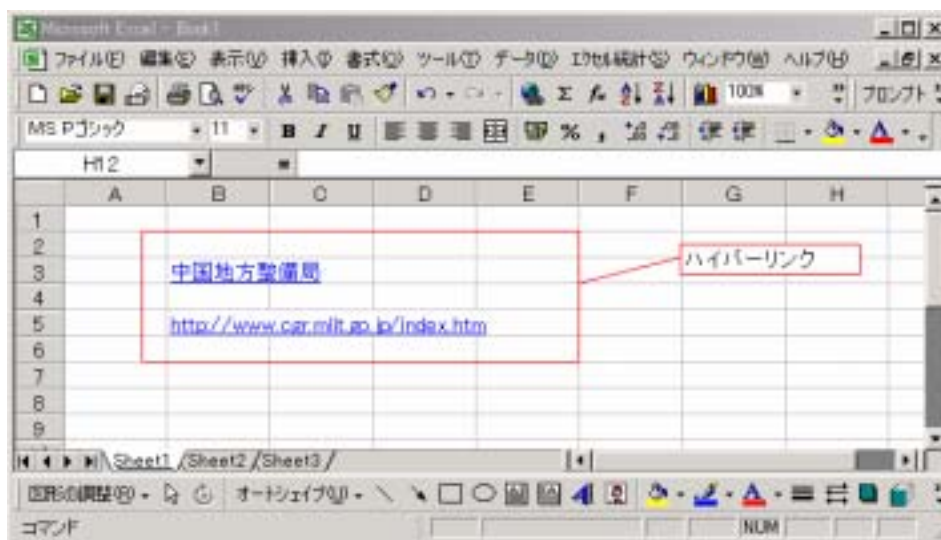 Microsoft Excel - Book1
ファイル(F) 編集(E) 表示(V) 挿入(I) 書式(O) ツール(T) データ(D) エクセル統計(S) ウィンドウ(W) ヘルプ(H)
100% プロンプト
MS Pゴシック 11 B I U % ,
H12 =
A B C D E F G H
1
2
3 中国地方整備局 ハイパーリンク
4
5 http://www.cgr.mlit.go.jp/index.htm
6
7
8
9
Sheet1 Sheet2 Sheet3
図形の調整(R) オートシェイプ(U)
コマンド NUM